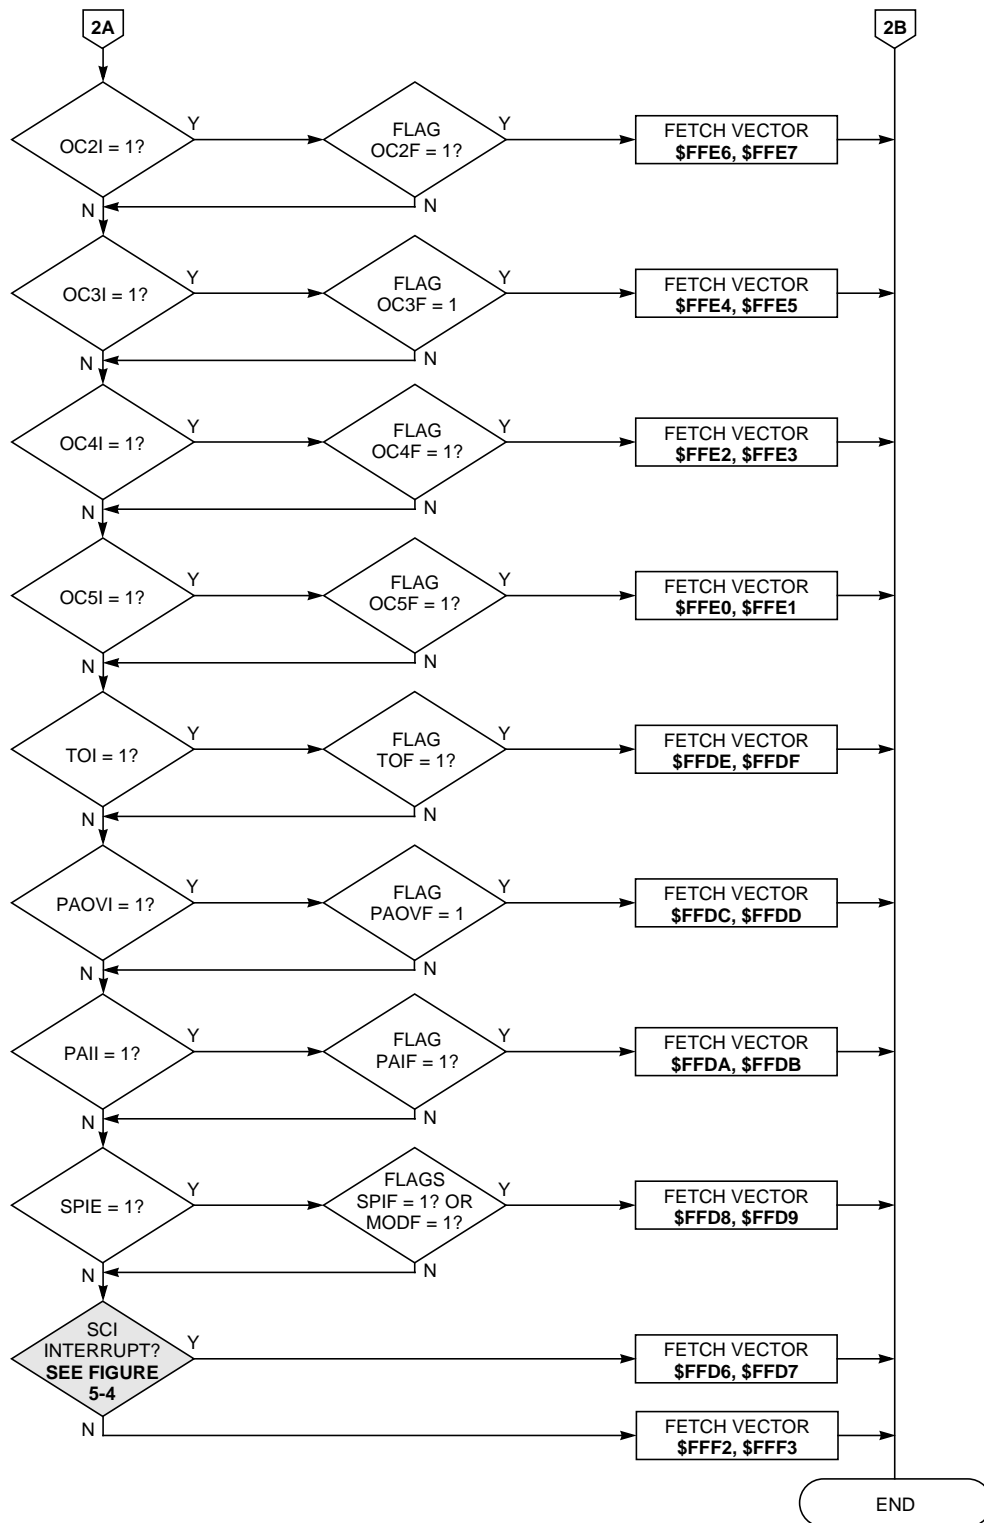 2A
2B
OC2I = 1?
Y
FLAG
OC2F = 1?
Y
FETCH VECTOR
$FFE6, $FFE7
N
N
OC3I = 1?
Y
FLAG
OC3F = 1
Y
FETCH VECTOR
$FFE4, $FFE5
N
N
OC4I = 1?
Y
FLAG
OC4F = 1?
Y
FETCH VECTOR
$FFE2, $FFE3
N
N
OC5I = 1?
Y
FLAG
OC5F = 1?
Y
FETCH VECTOR
$FFE0, $FFE1
N
N
TOI = 1?
Y
FLAG
TOF = 1?
Y
FETCH VECTOR
$FFDE, $FFDF
N
N
PAOVI = 1?
Y
FLAG
PAOVF = 1
Y
FETCH VECTOR
$FFDC, $FFDD
N
N
PAII = 1?
Y
FLAG
PAIF = 1?
Y
FETCH VECTOR
$FFDA, $FFDB
N
N
SPIE = 1?
Y
FLAGS
SPIF = 1? OR
MODF = 1?
Y
FETCH VECTOR
$FFD8, $FFD9
N
N
SCI
INTERRUPT?
SEE FIGURE
5-4
Y
FETCH VECTOR
$FFD6, $FFD7
N
FETCH VECTOR
$FFF2, $FFF3
END